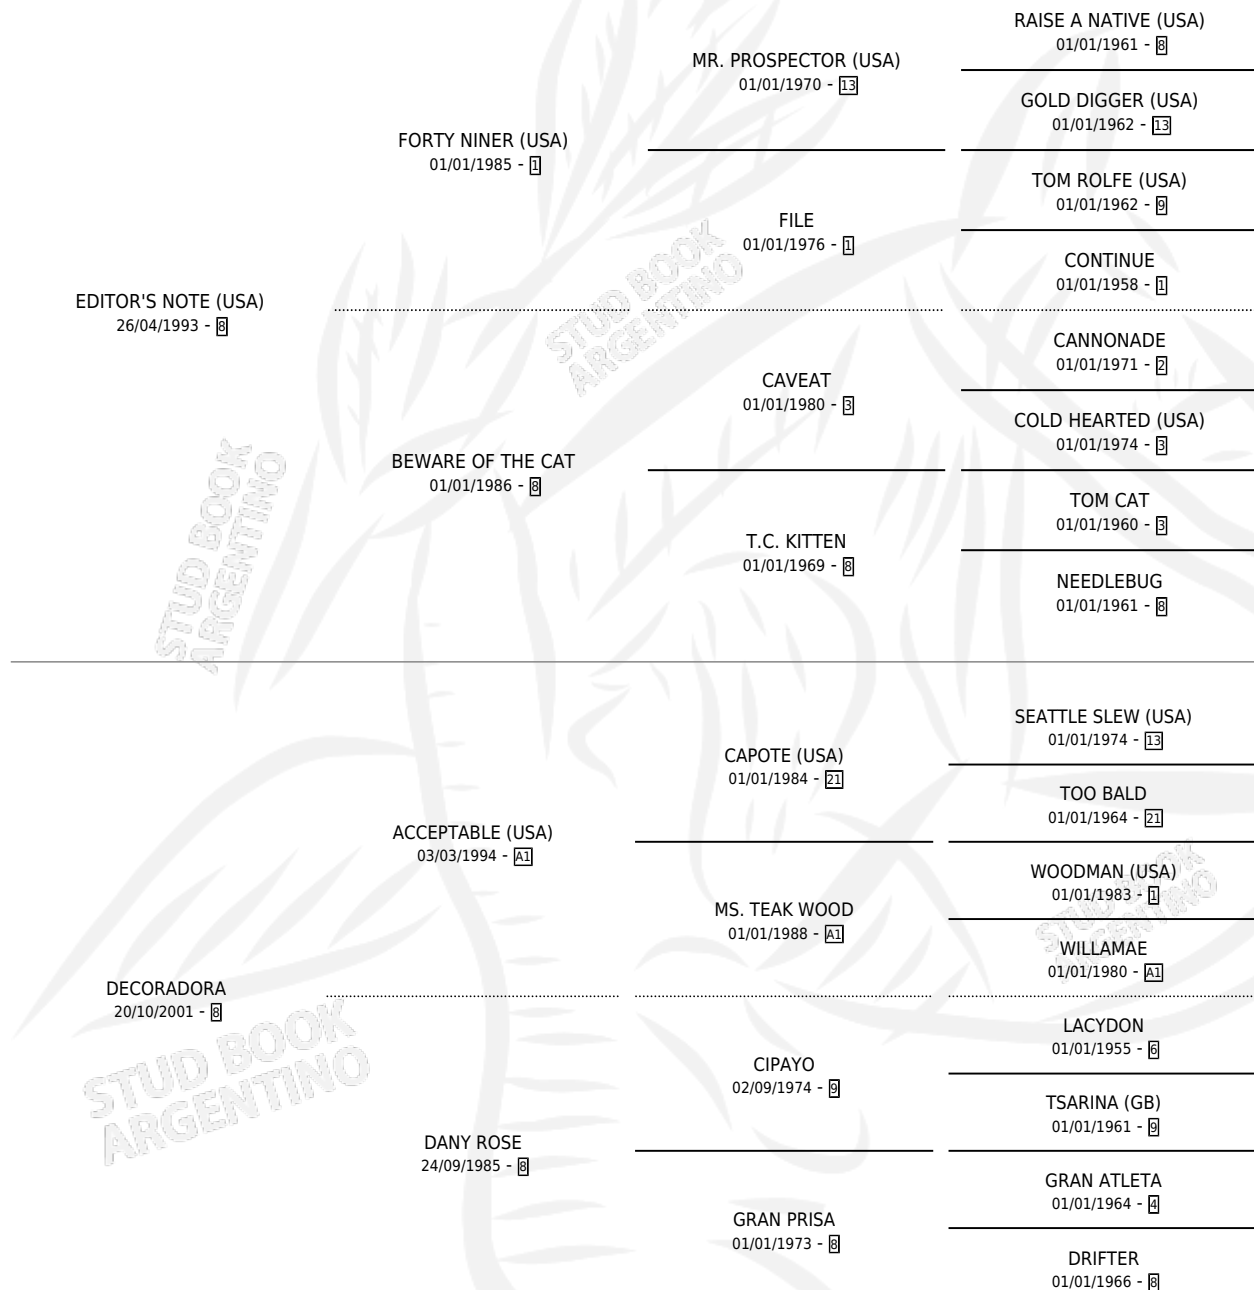 RAISE A NATIVE (USA)
01/01/1961 - 8
MR. PROSPECTOR (USA)
01/01/1970 - 13
GOLD DIGGER (USA)
01/01/1962 - 13
FORTY NINER (USA)
01/01/1985 - 1
TOM ROLFE (USA)
01/01/1962 - 9
FILE
01/01/1976 - 1
CONTINUE
01/01/1958 - 1
EDITOR'S NOTE (USA)
26/04/1993 - 8
CANNONADE
01/01/1971 - 2
CAVEAT
01/01/1980 - 3
COLD HEARTED (USA)
01/01/1974 - 3
BEWARE OF THE CAT
01/01/1986 - 8
TOM CAT
01/01/1960 - 3
T.C. KITTEN
01/01/1969 - 8
NEEDLEBUG
01/01/1961 - 8
SEATTLE SLEW (USA)
01/01/1974 - 13
CAPOTE (USA)
01/01/1984 - 21
TOO BALD
01/01/1964 - 21
ACCEPTABLE (USA)
03/03/1994 - A1
WOODMAN (USA)
01/01/1983 - 1
MS. TEAK WOOD
01/01/1988 - A1
WILLAMAE
01/01/1980 - A1
DECORADORA
20/10/2001 - 8
LACYDON
01/01/1955 - 6
CIPAYO
02/09/1974 - 9
TSARINA (GB)
01/01/1961 - 9
DANY ROSE
24/09/1985 - 8
GRAN ATLETA
01/01/1964 - 4
GRAN PRISA
01/01/1973 - 8
DRIFTER
01/01/1966 - 8
STUD BOOK
ARGENTINO
STUD BOOK
ARGENTINO
STUD BOOK
ARGENTINO
STUD BOOK
ARGENTINO